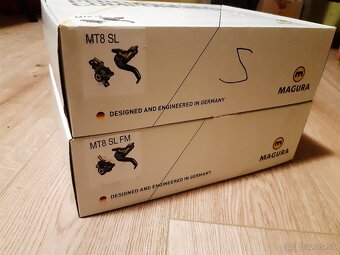 MT8 SL
S
MAGURA
DESIGNED AND ENGINEERED IN GERMANY
MT8 SL FM
MAGURA
DESIGNED AND ENGINEERED IN GERMANY